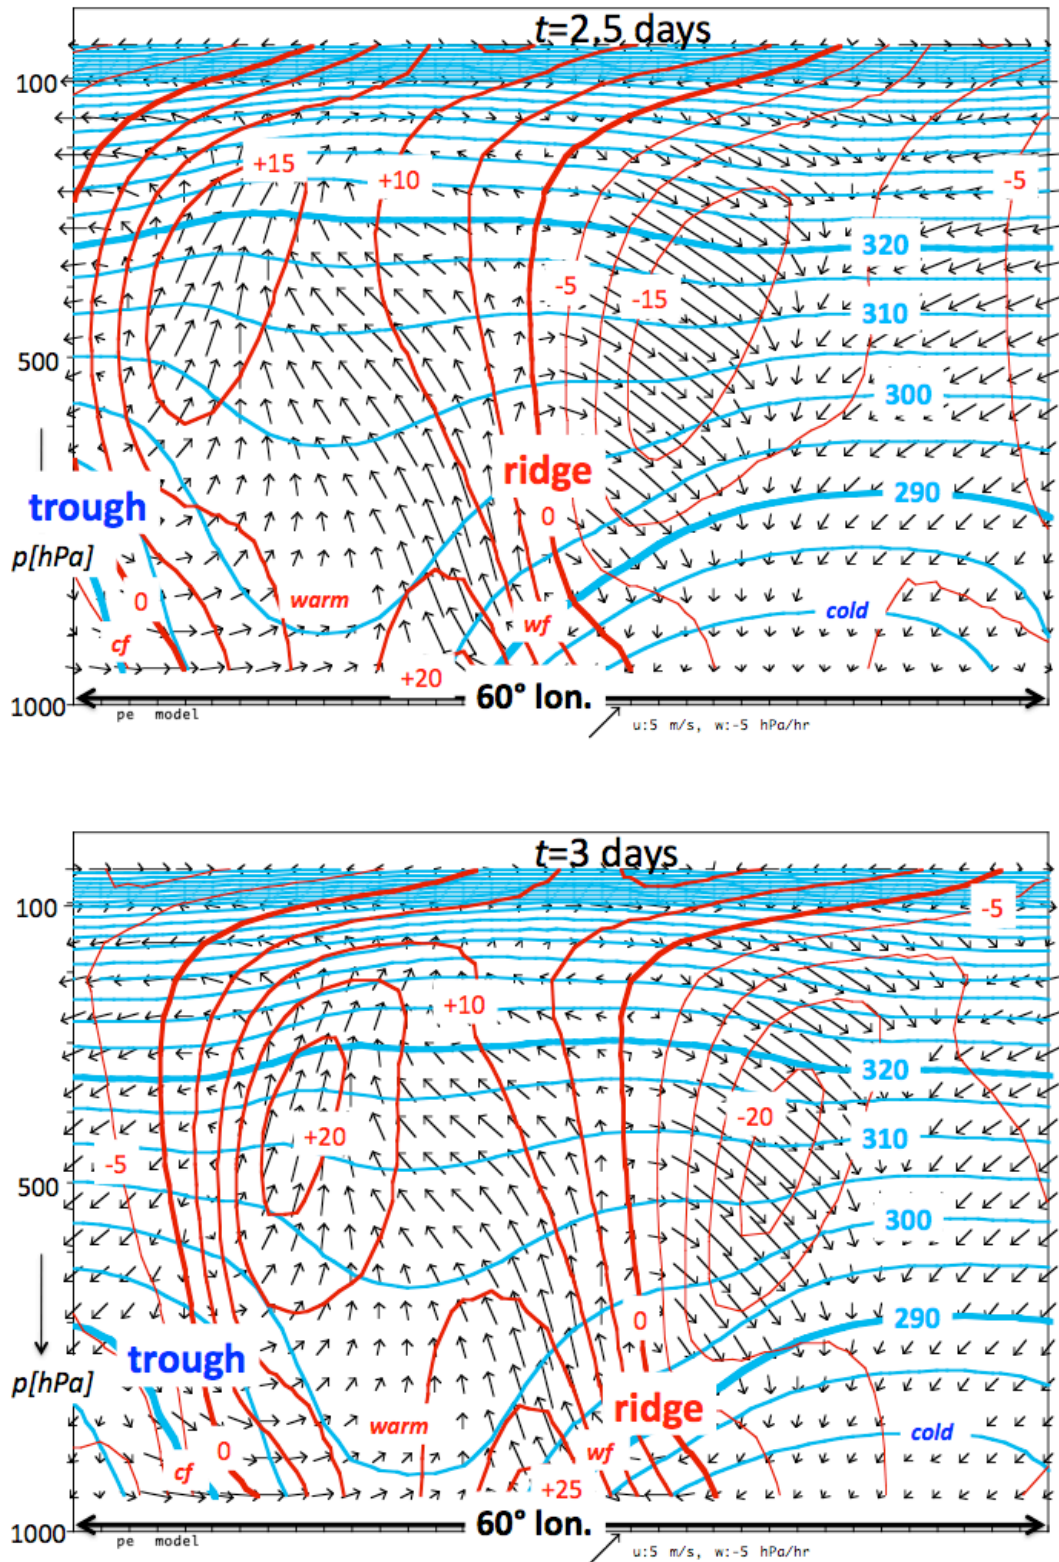 t=2.5 days
100
+15
+10
-5
320
-5
-15
310
500
300
ridge
290
trough
0
p[hPa]
0
warm
cold
cf
wf
+20
60° lon.
1000
pe model
u:5 m/s, w:-5 hPa/hr
t=3 days
100
-5
+10
320
-20
+20
310
-5
500
300
290
0
trough
p[hPa]
ridge
warm
cold
0
wf
cf
+25
60° lon.
1000
pe model
u:5 m/s, w:-5 hPa/hr